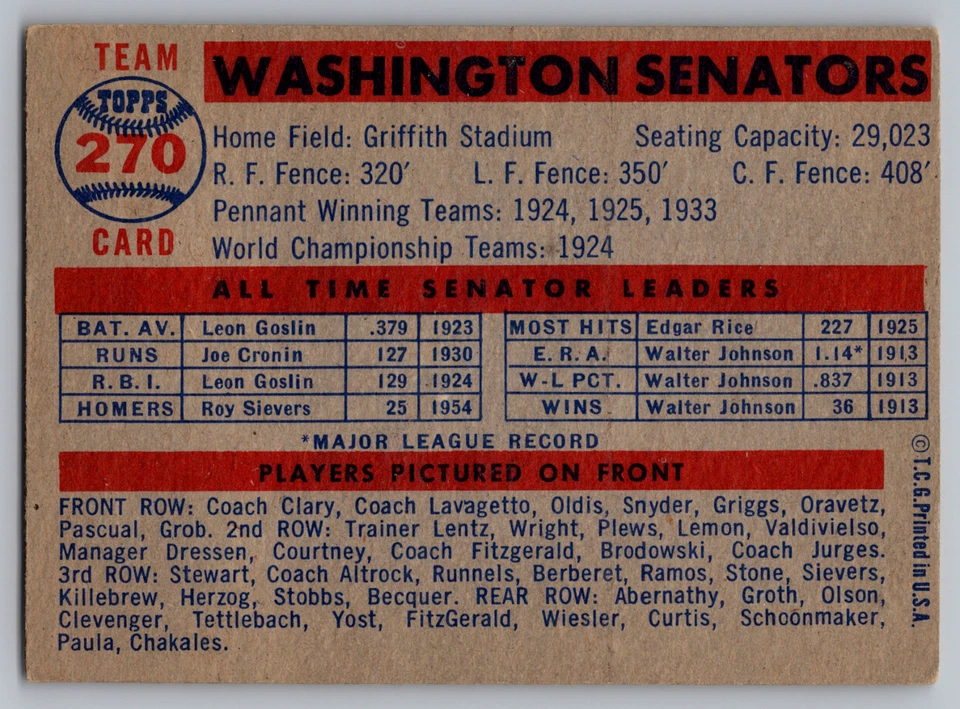 TEAM
TOPPS
270
CARD
WASHINGTON SENATORS
Home Field: Griffith Stadium Seating Capacity: 29,023
R. F. Fence: 320′ L. F. Fence: 350′ C. F. Fence: 408′
Pennant Winning Teams: 1924, 1925, 1933
World Championship Teams: 1924
ALL TIME SENATOR LEADERS
BAT. AV. Leon Goslin .379 1923 MOST HITS Edgar Rice 227 1925
RUNS Joe Cronin 127 1930 E. R. A. Walter Johnson 1.14* 1913
R. B. I. Leon Goslin 129 1924 W-L PCT. Walter Johnson .837 1913
HOMERS Roy Sievers 25 1954 WINS Walter Johnson 36 1913
*MAJOR LEAGUE RECORD
PLAYERS PICTURED ON FRONT
FRONT ROW: Coach Clary, Coach Lavagetto, Oldis, Snyder, Griggs, Oravetz,
Pascual, Grob. 2nd ROW: Trainer Lentz, Wright, Plews, Lemon, Valdivielso,
Manager Dressen, Courtney, Coach Fitzgerald, Brodowski, Coach Jurges.
3rd ROW: Stewart, Coach Altrock, Runnels, Berberet, Ramos, Stone, Sievers,
Killebrew, Herzog, Stobbs, Becquer. REAR ROW: Abernathy, Groth, Olson,
Clevenger, Tettlebach, Yost, FitzGerald, Wiesler, Curtis, Schoonmaker,
Paula, Chakales.
© T.C.G. Printed in U.S.A.